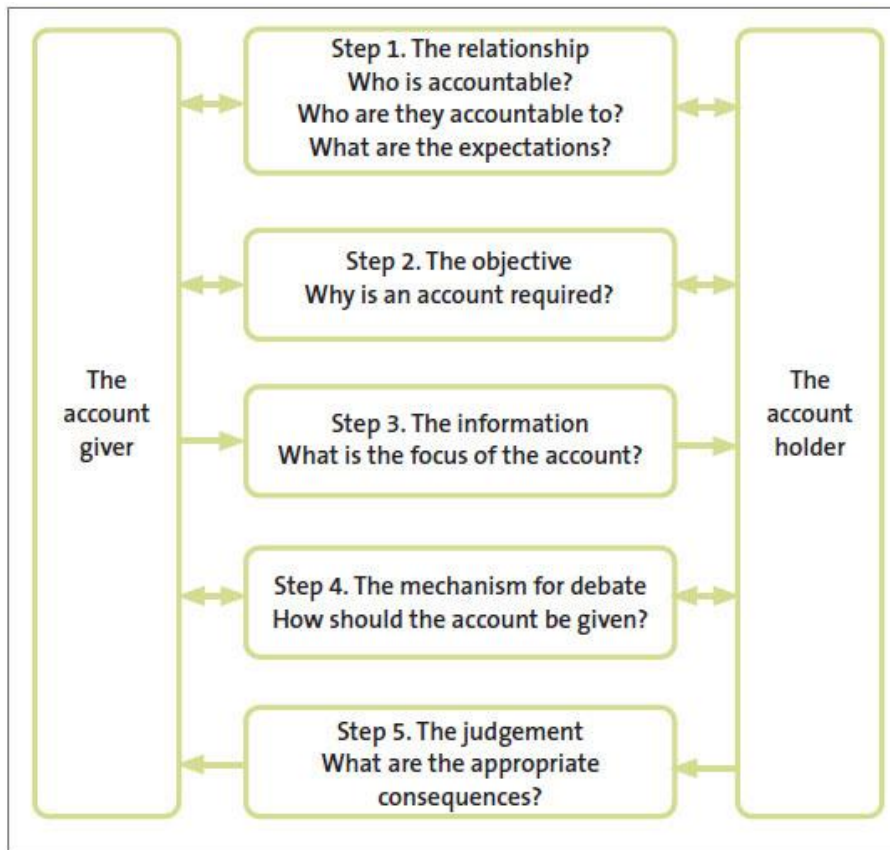 Step 1. The relationship
Who is accountable?
Who are they accountable to?
What are the expectations?
Step 2. The objective
Why is an account required?
The
account
giver
Step 3. The information
What is the focus of the account?
The
account
holder
Step 4. The mechanism for debate
How should the account be given?
Step 5. The judgement
What are the appropriate
consequences?